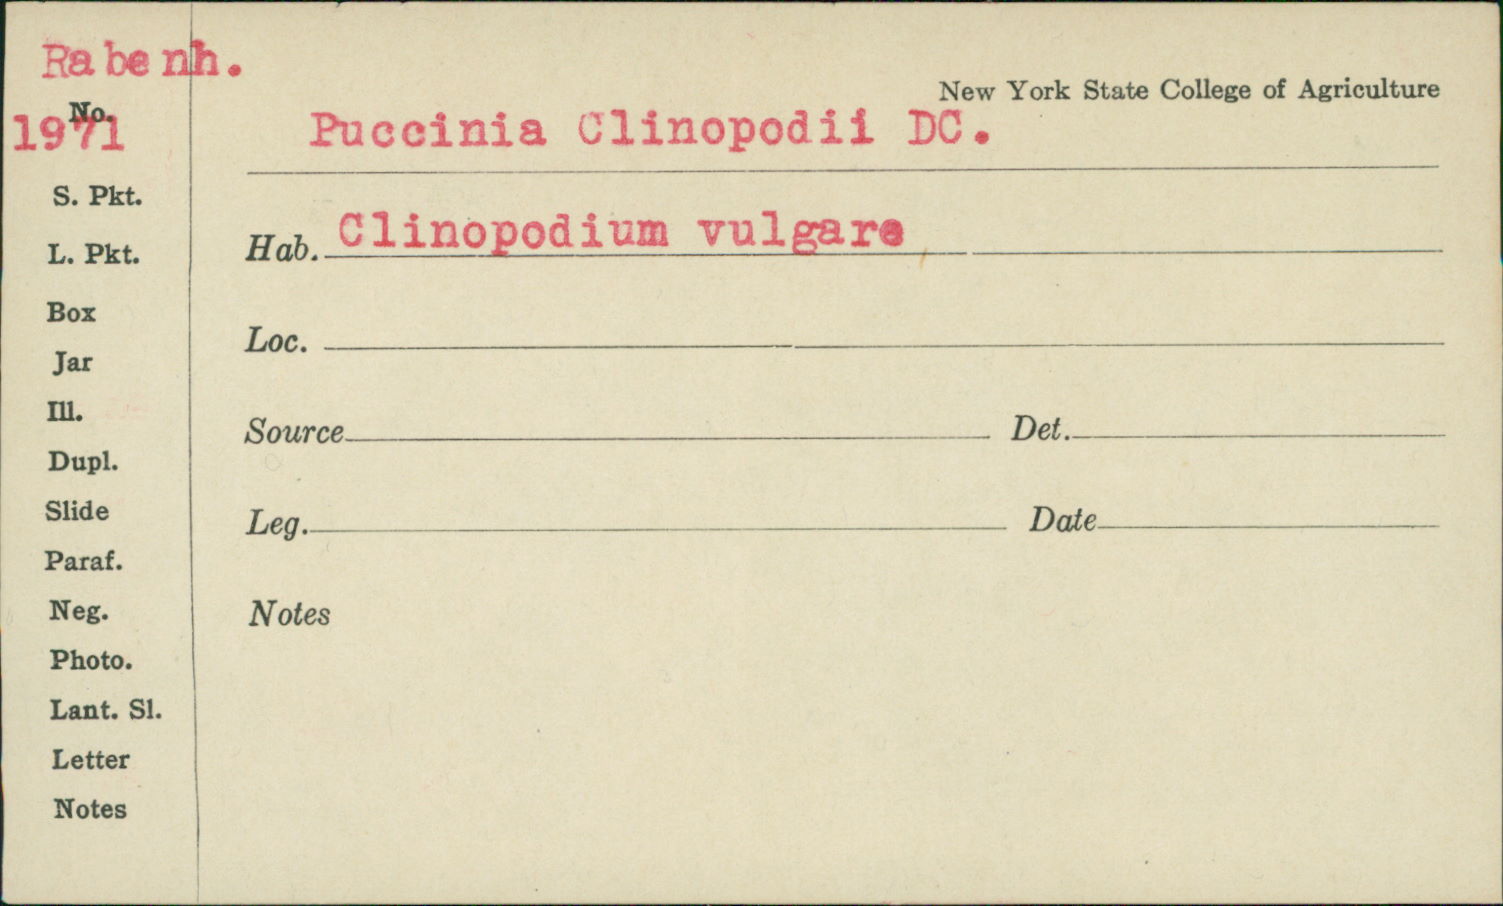 Rabenh.
No.
1971
S. Pkt.
L. Pkt.
Box
Jar
Ill.
Dupl.
Slide
Paraf.
Neg.
Photo.
Lant. Sl.
Letter
Notes
New York State College of Agriculture
Puccinia Clinopodii DC.
Hab. Clinopodium vulgare
Loc.
Source Det.
Leg. Date
Notes